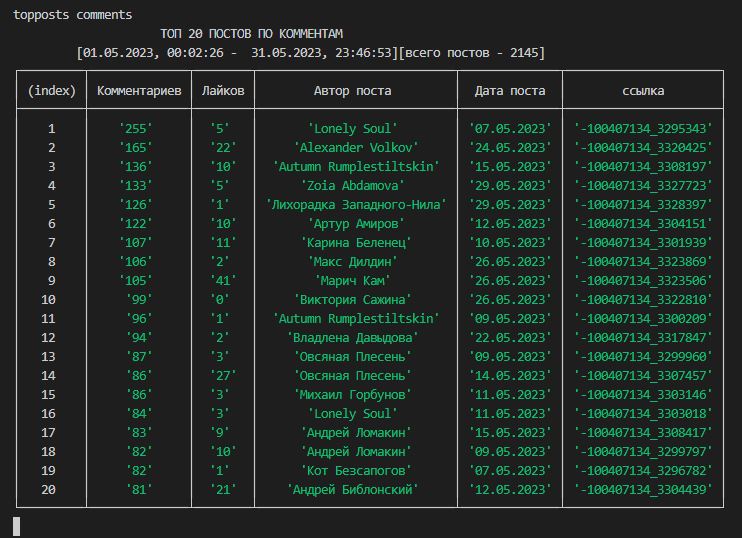 topposts comments
ТОП 20 ПОСТОВ ПО КОММЕНТАМ
[01.05.2023, 00:02:26 -  31.05.2023, 23:46:53][всего постов - 2145]
(index) Комментариев Лайков Автор поста Дата поста ссылка
1 '255' '5' 'Lonely Soul' '07.05.2023' '-100407134_3295343'
2 '165' '22' 'Alexander Volkov' '24.05.2023' '-100407134_3320425'
3 '136' '10' 'Autumn Rumplestiltskin' '15.05.2023' '-100407134_3308197'
4 '133' '5' 'Zoia Abdamova' '29.05.2023' '-100407134_3327723'
5 '126' '1' 'Лихорадка Западного-Нила' '29.05.2023' '-100407134_3328397'
6 '122' '10' 'Артур Амиров' '12.05.2023' '-100407134_3304151'
7 '107' '11' 'Карина Беленец' '10.05.2023' '-100407134_3301939'
8 '106' '2' 'Макс Дилдин' '26.05.2023' '-100407134_3323869'
9 '105' '41' 'Марич Кам' '26.05.2023' '-100407134_3323506'
10 '99' '0' 'Виктория Сажина' '26.05.2023' '-100407134_3322810'
11 '96' '1' 'Autumn Rumplestiltskin' '09.05.2023' '-100407134_3300209'
12 '94' '2' 'Владлена Давыдова' '22.05.2023' '-100407134_3317847'
13 '87' '3' 'Овсяная Плесень' '09.05.2023' '-100407134_3299960'
14 '86' '27' 'Овсяная Плесень' '14.05.2023' '-100407134_3307457'
15 '86' '3' 'Михаил Горбунов' '11.05.2023' '-100407134_3303146'
16 '84' '3' 'Lonely Soul' '11.05.2023' '-100407134_3303018'
17 '83' '9' 'Андрей Ломакин' '15.05.2023' '-100407134_3308417'
18 '82' '10' 'Андрей Ломакин' '09.05.2023' '-100407134_3299797'
19 '82' '1' 'Кот Безсапогов' '07.05.2023' '-100407134_3296782'
20 '81' '21' 'Андрей Библонский' '12.05.2023' '-100407134_3304439'